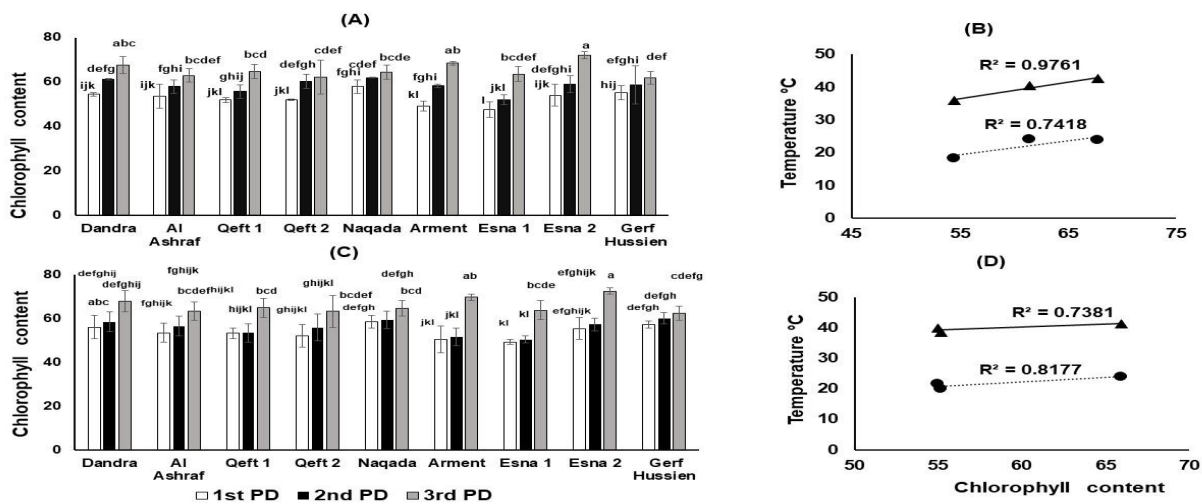 (A)
Chlorophyll content
80
60
40
20
0
ijk defg abc
ijk fghi bcdef
jkl ghij bcd
jkl defgh cdef
fghi cdef bcde
kl fghi ab
l jkl bcdef
ijk defghi a
hij efghi def
Dandra
Al
Ashraf
Qeft 1
Qeft 2
Naqada
Arment
Esna 1
Esna 2
Gerf
Hussien
(B)
Temperature °C
50
40
30
20
10
0
R² = 0.9761
R² = 0.7418
45 55 65 75
(C)
Chlorophyll content
80
60
40
20
0
defghij
abc
defghij
fghijk
fghijk
bcdef
hijkl
hijkl
bcd
ghijkl
ghijkl
bcdef
defgh
defgh
bcd
jkl jkl ab
kl kl bcde
efghijk
efghijk
a
defgh
defgh
cdefg
Dandra
Al
Ashraf
Qeft 1
Qeft 2
Naqada
Arment
Esna 1
Esna 2
Gerf
Hussien
1st PD 2nd PD 3rd PD
(D)
Temperature °C
50
40
30
20
10
0
R² = 0.7381
R² = 0.8177
50 55 60 65 70
Chlorophyll content